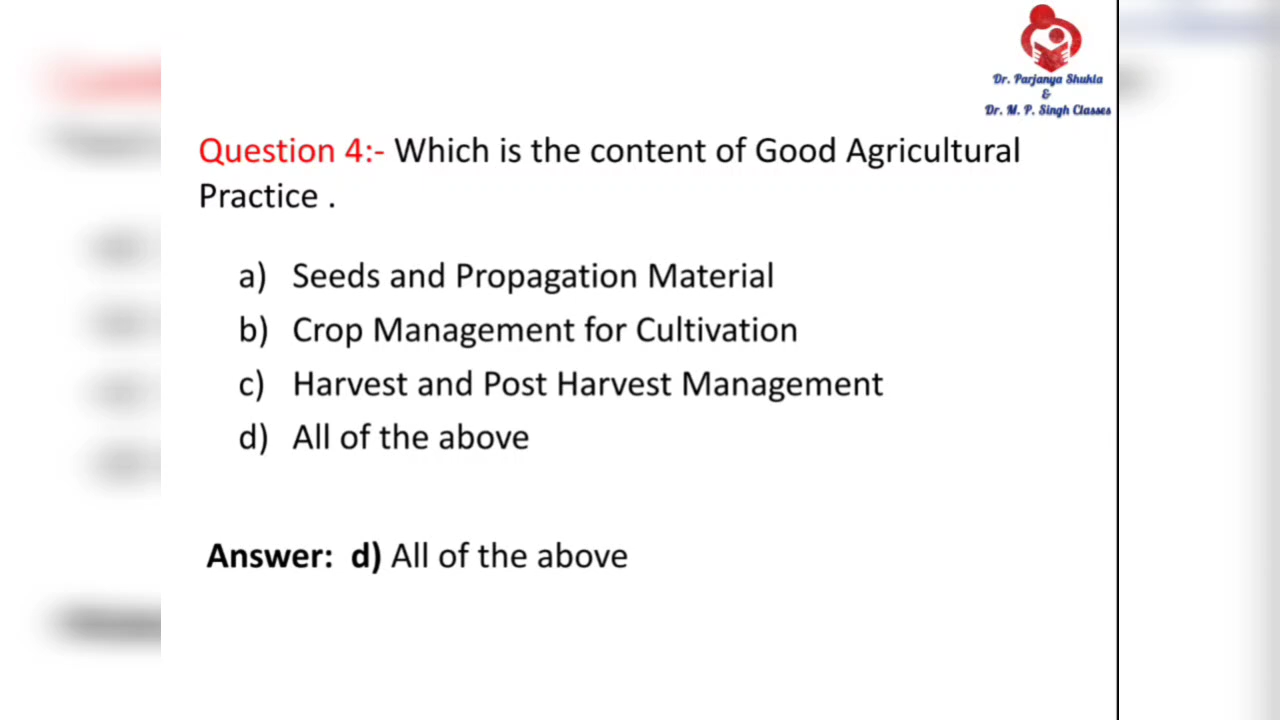 Dr. Parjanya Shukla
&
Dr. M. P. Singh Classes
Question 4:- Which is the content of Good Agricultural
Practice .
a) Seeds and Propagation Material
b) Crop Management for Cultivation
c) Harvest and Post Harvest Management
d) All of the above
Answer: d) All of the above